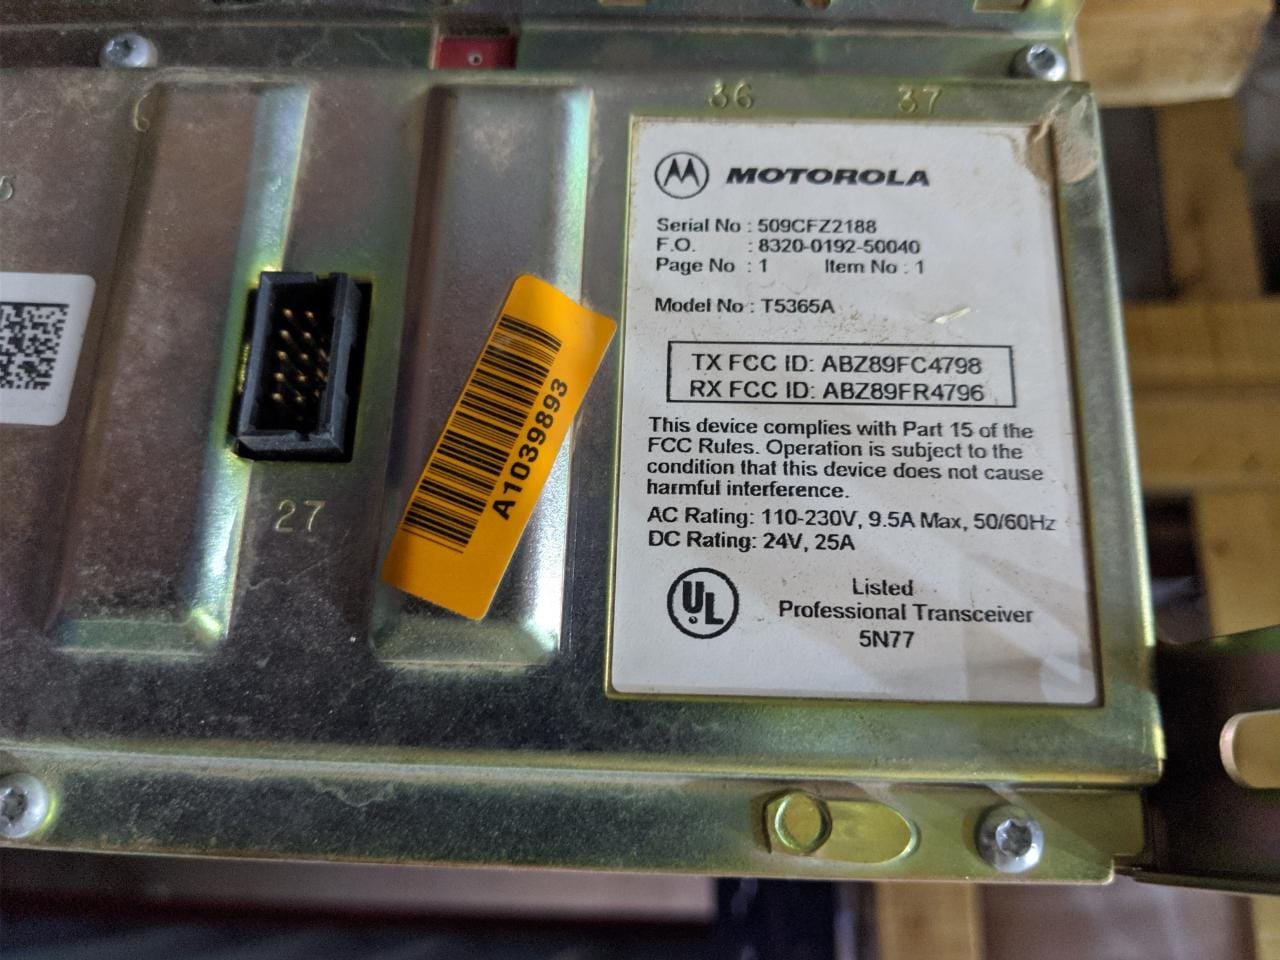 36 37
6
5
MOTOROLA
Serial No : 509CFZ2188
F.O. : 8320-0192-50040
Page No : 1 Item No : 1
Model No : T5365A
TX FCC ID: ABZ89FC4798
RX FCC ID: ABZ89FR4796
This device complies with Part 15 of the
FCC Rules. Operation is subject to the
condition that this device does not cause
harmful interference.
AC Rating: 110-230V, 9.5A Max, 50/60Hz
DC Rating: 24V, 25A
UL
Listed
Professional Transceiver
5N77
A1039893
27